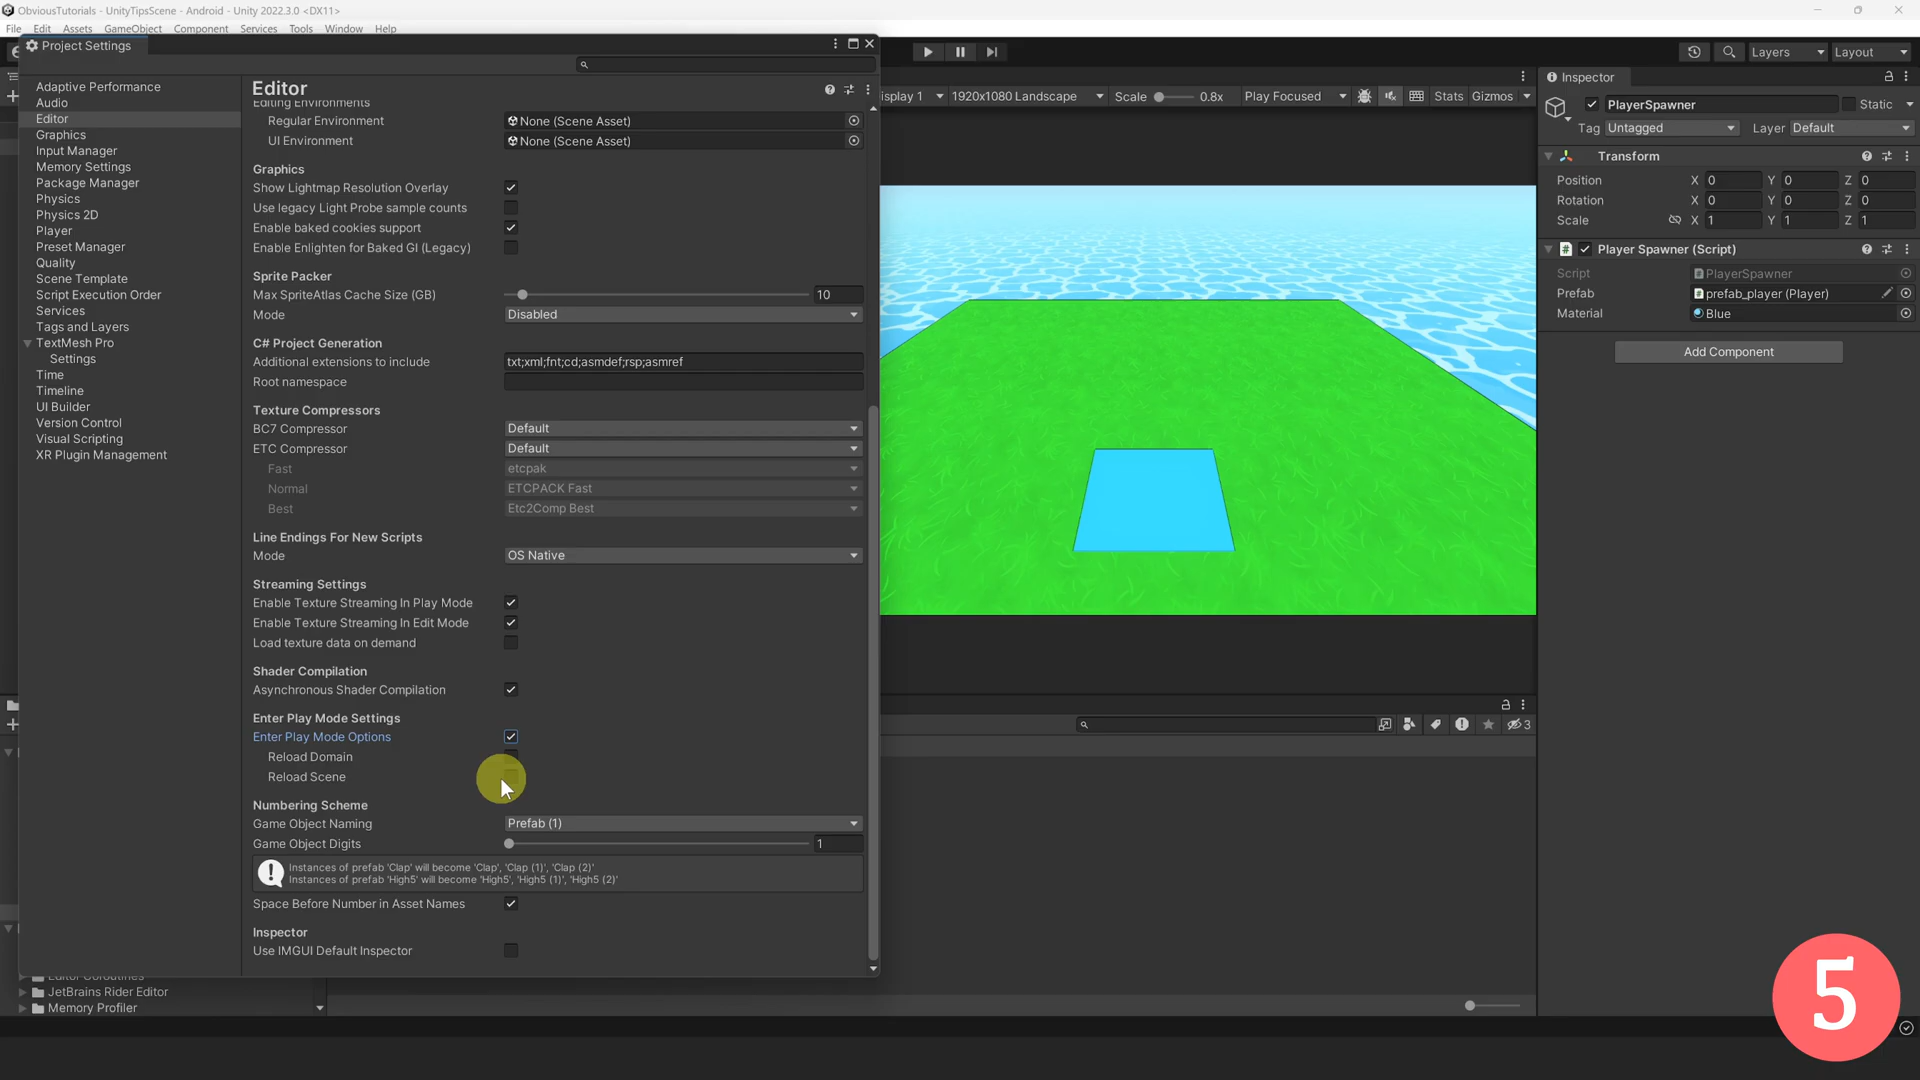 ObviousTutorials - UnityTipsScene - Android - Unity 2022.3.0 <DX11>
File Edit Assets GameObject Component Services Tools Window Help
Project Settings
Layers
Layout
Adaptive Performance
Audio
Editor
Graphics
Input Manager
Memory Settings
Package Manager
Physics
Physics 2D
Player
Preset Manager
Quality
Scene Template
Script Execution Order
Services
Tags and Layers
TextMesh Pro
Settings
Time
Timeline
UI Builder
Version Control
Visual Scripting
XR Plugin Management
Editor
Editing Environments
Regular Environment None (Scene Asset)
UI Environment None (Scene Asset)
Graphics
Show Lightmap Resolution Overlay
Use legacy Light Probe sample counts
Enable baked cookies support
Enable Enlighten for Baked GI (Legacy)
Sprite Packer
Max SpriteAtlas Cache Size (GB) 10
Mode Disabled
C# Project Generation
Additional extensions to include txt;xml;fnt;cd;asmdef;rsp;asmref
Root namespace
Texture Compressors
BC7 Compressor Default
ETC Compressor Default
Fast etcpak
Normal ETCPACK Fast
Best Etc2Comp Best
Line Endings For New Scripts
Mode OS Native
Streaming Settings
Enable Texture Streaming In Play Mode
Enable Texture Streaming In Edit Mode
Load texture data on demand
Shader Compilation
Asynchronous Shader Compilation
Enter Play Mode Settings
Enter Play Mode Options
Reload Domain
Reload Scene
Numbering Scheme
Game Object Naming Prefab (1)
Game Object Digits 1
Instances of prefab 'Clap' will become 'Clap', 'Clap (1)', 'Clap (2)'
Instances of prefab 'High5' will become 'High5', 'High5 (1)', 'High5 (2)'
Space Before Number in Asset Names
Inspector
Use IMGUI Default Inspector
Editor Coroutines
JetBrains Rider Editor
Memory Profiler
isplay 1 1920x1080 Landscape Scale 0.8x Play Focused Stats Gizmos
3
Inspector
PlayerSpawner Static
Tag Untagged Layer Default
Transform
Position X 0 Y 0 Z 0
Rotation X 0 Y 0 Z 0
Scale X 1 Y 1 Z 1
Player Spawner (Script)
Script PlayerSpawner
Prefab prefab_player (Player)
Material Blue
Add Component
5